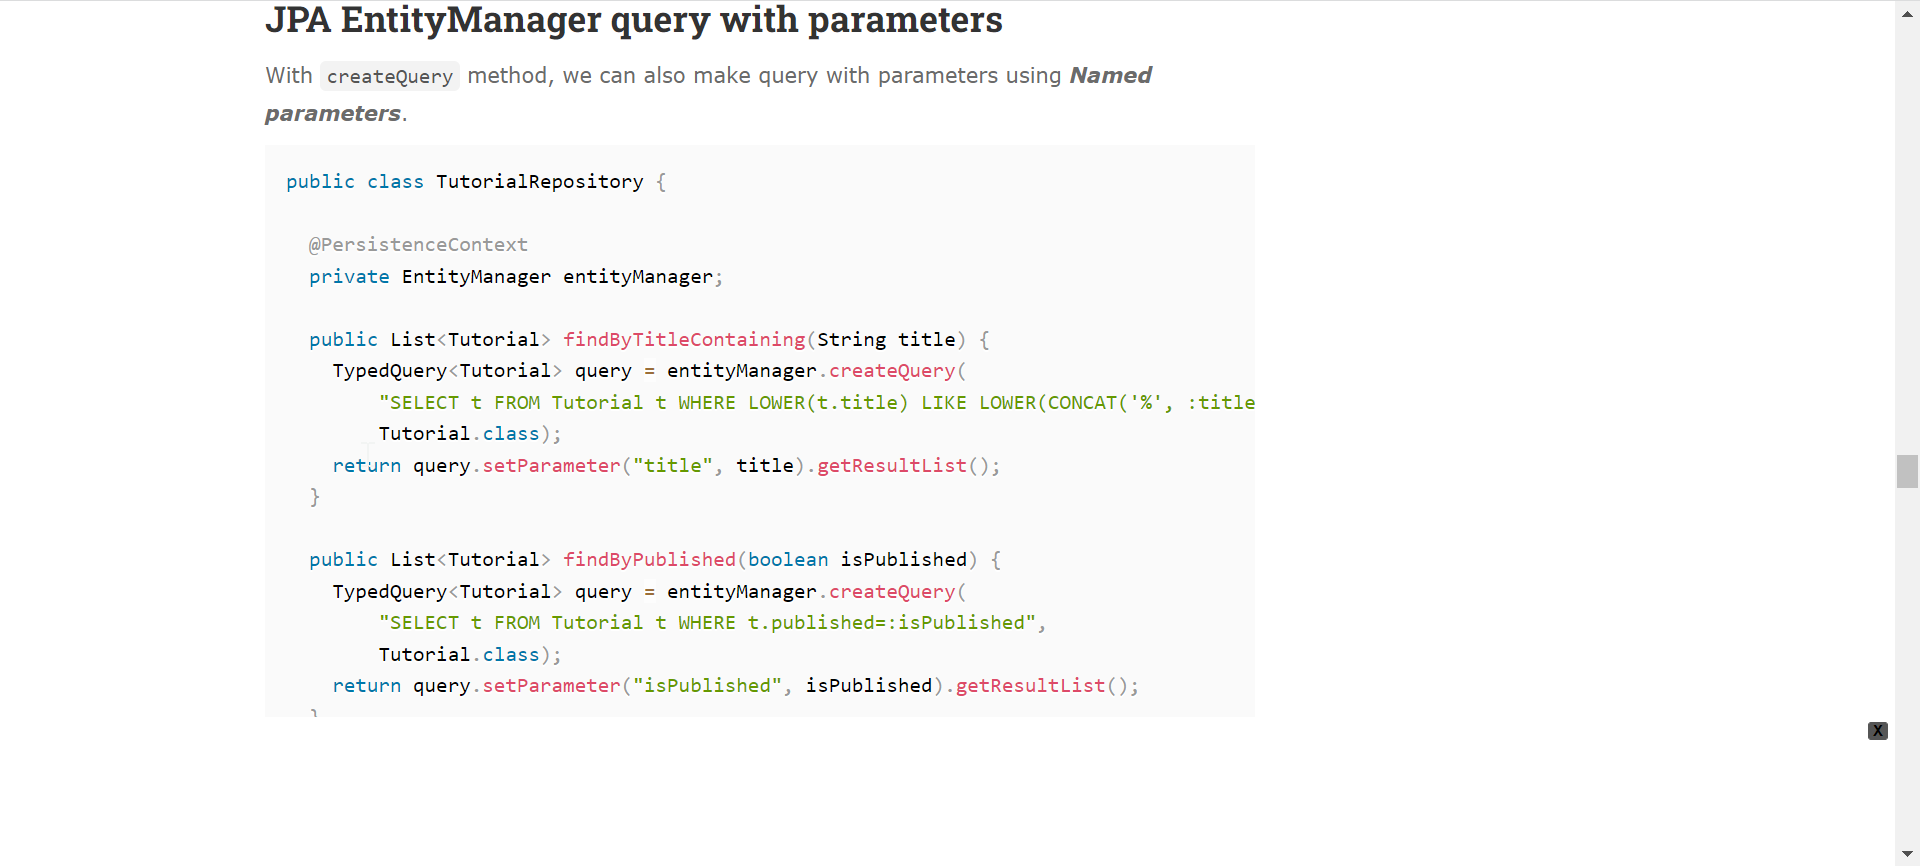 JPA EntityManager query with parameters
With createQuery method, we can also make query with parameters using Named
parameters.
public class TutorialRepository {
@PersistenceContext
private EntityManager entityManager;
public List<Tutorial> findByTitleContaining(String title) {
TypedQuery<Tutorial> query = entityManager.createQuery(
"SELECT t FROM Tutorial t WHERE LOWER(t.title) LIKE LOWER(CONCAT('%', :title
Tutorial.class);
return query.setParameter("title", title).getResultList();
}
public List<Tutorial> findByPublished(boolean isPublished) {
TypedQuery<Tutorial> query = entityManager.createQuery(
"SELECT t FROM Tutorial t WHERE t.published=:isPublished",
Tutorial.class);
return query.setParameter("isPublished", isPublished).getResultList();
}
X